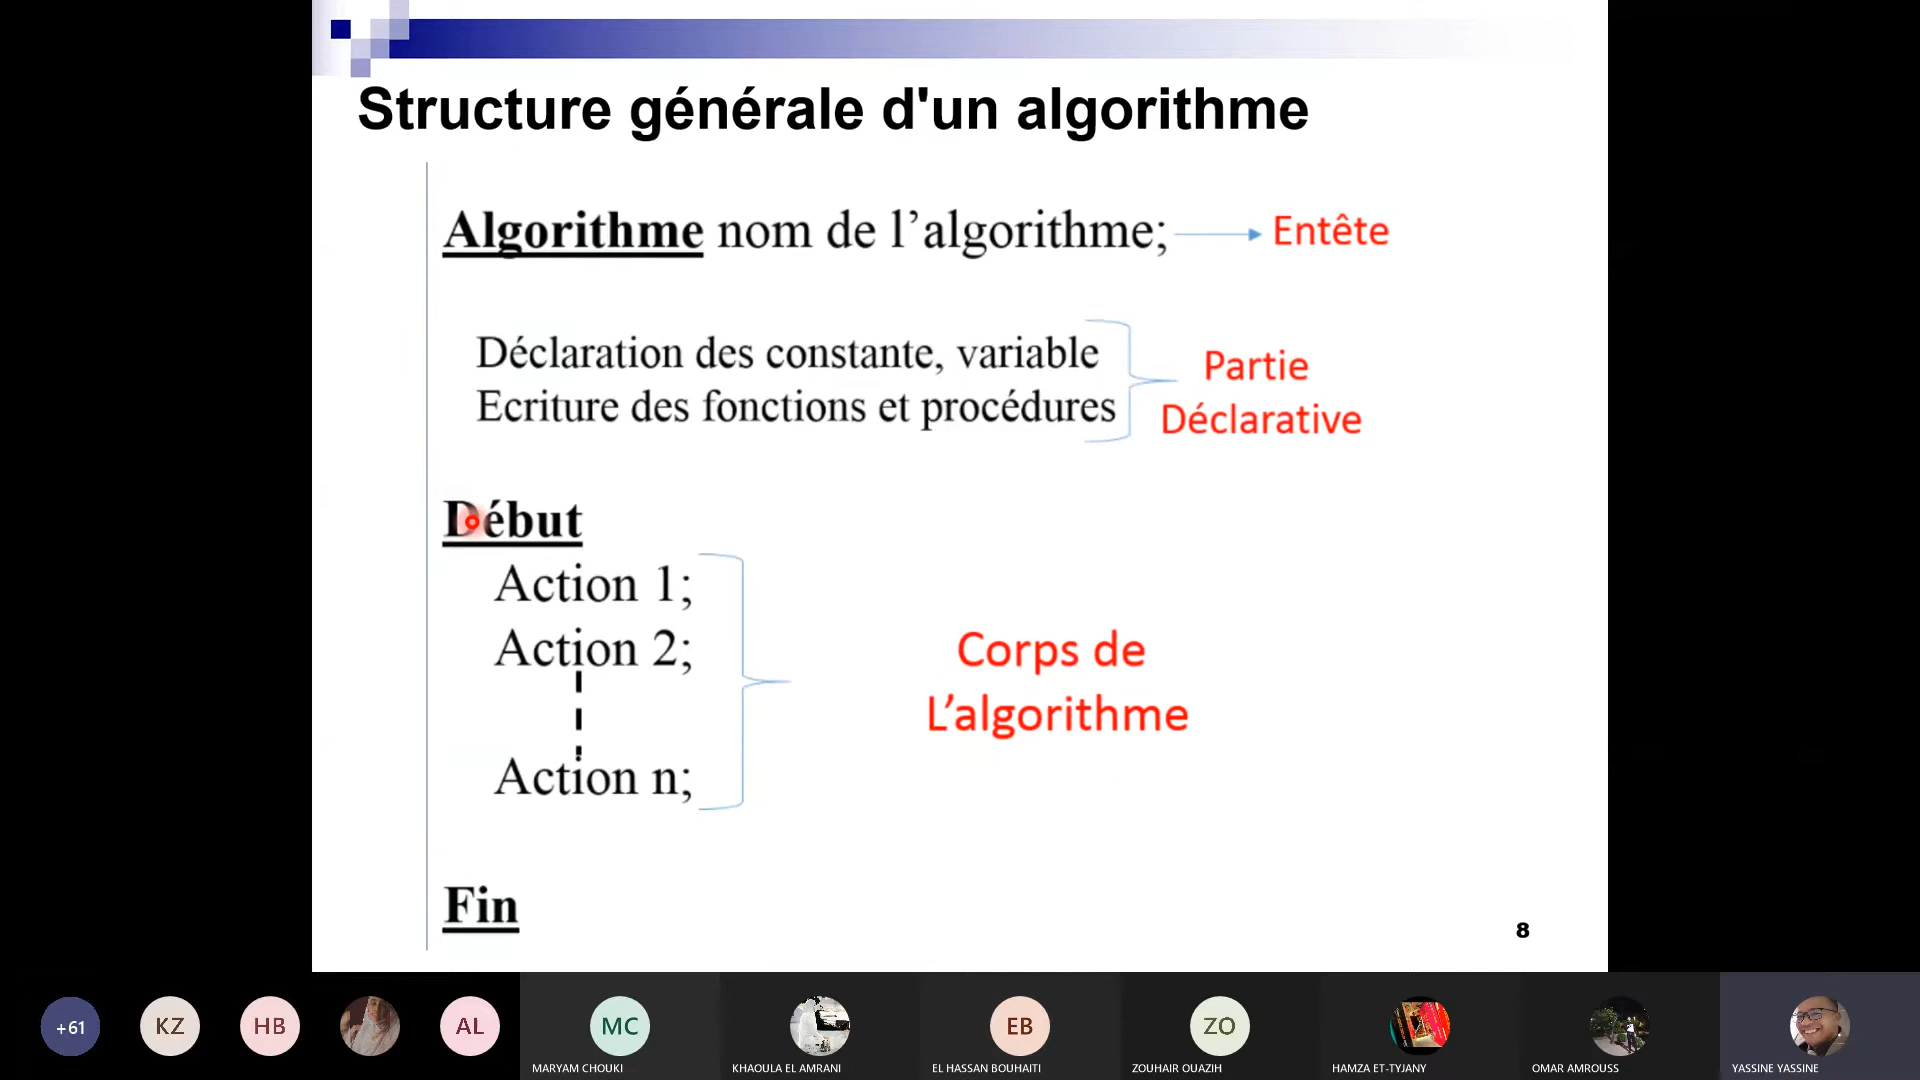 Structure générale d'un algorithme
Algorithme nom de l’algorithme; Entête
Déclaration des constante, variable
Ecriture des fonctions et procédures
Partie
Déclarative
Début
Action 1;
Action 2;
Action n;
Corps de
L’algorithme
Fin
8
+61
KZ
HB
AL
MC
EB
ZO
MARYAM CHOUKI
KHAOULA EL AMRANI
EL HASSAN BOUHAITI
ZOUHAIR OUAZIH
HAMZA ET-TYJANY
OMAR AMROUSS
YASSINE YASSINE